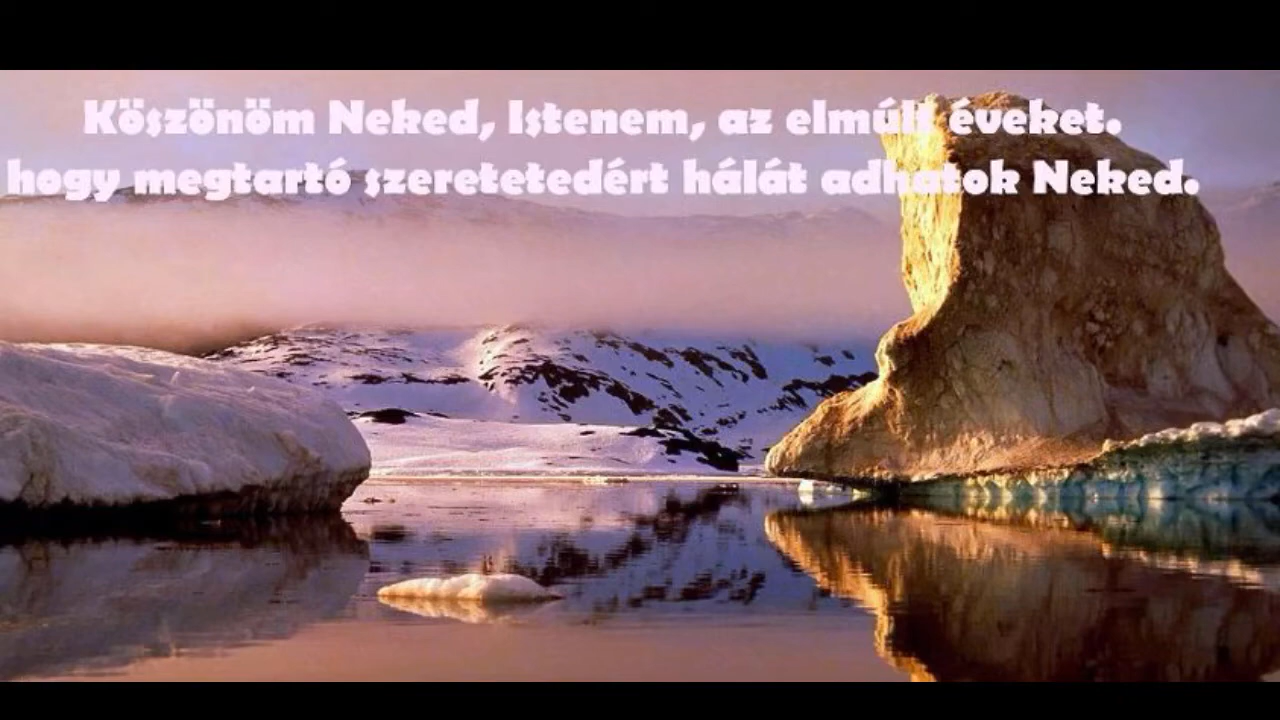 Köszönöm Neked, Istenem, az elmúlt éveket.
hogy megtartó szeretetedért hálát adhatok Neked.